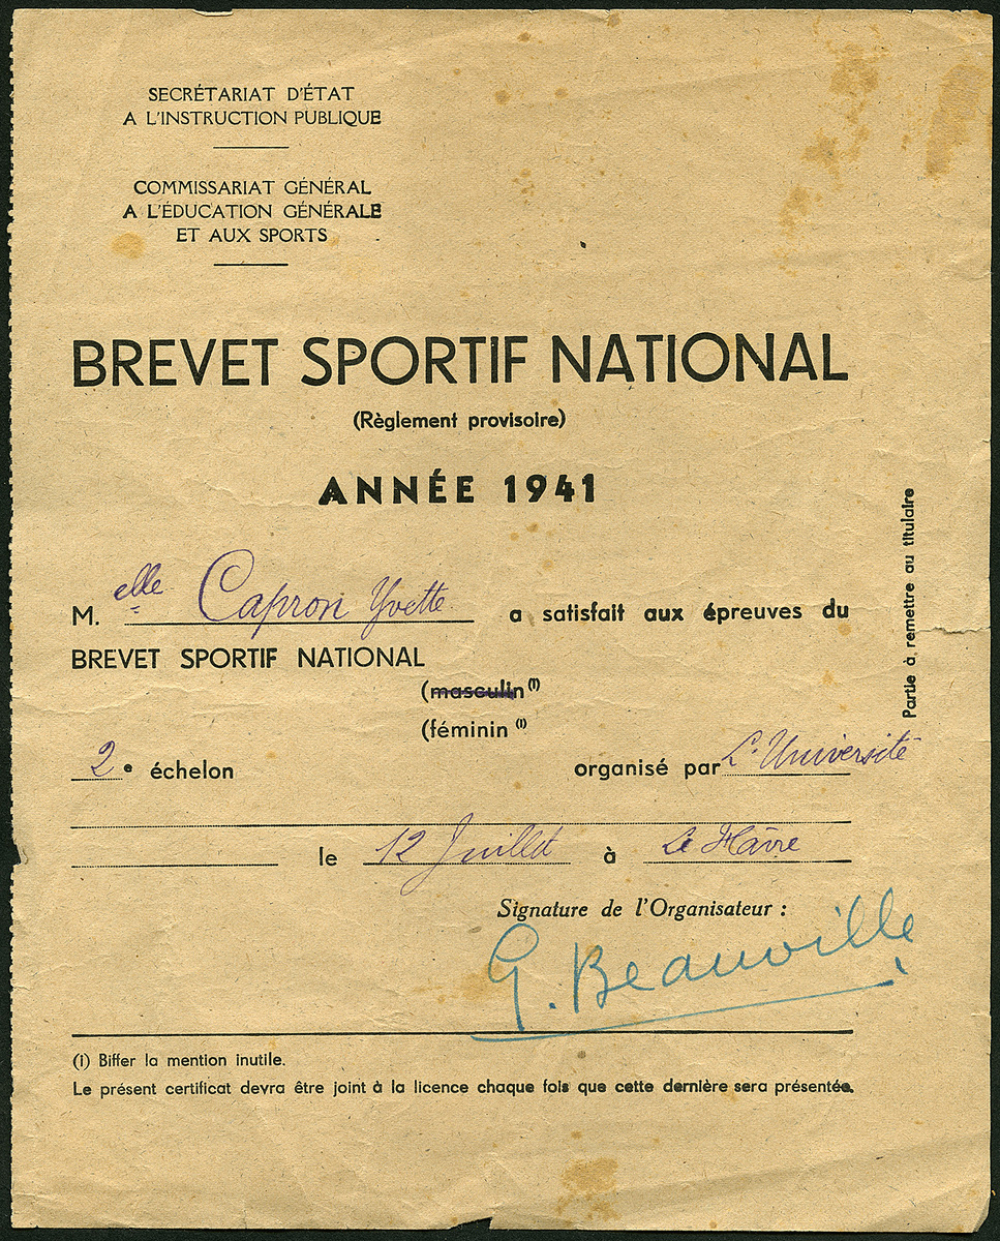 SECRÉTARIAT D'ÉTAT
A L'INSTRUCTION PUBLIQUE
COMMISSARIAT GÉNÉRAL
A L'ÉDUCATION GÉNÉRALE
ET AUX SPORTS
BREVET SPORTIF NATIONAL
(Règlement provisoire)
ANNÉE 1941
M. elle Capron Yvette a satisfait aux épreuves du
BREVET SPORTIF NATIONAL
(masculin (1)
(féminin (1)
2e échelon organisé par L'Université
le 12 Juillet à Le Hâvre
Signature de l'Organisateur :
G. Beauville
(1) Biffer la mention inutile.
Le présent certificat devra être joint à la licence chaque fois que cette dernière sera présentée.
Partie à remettre au titulaire